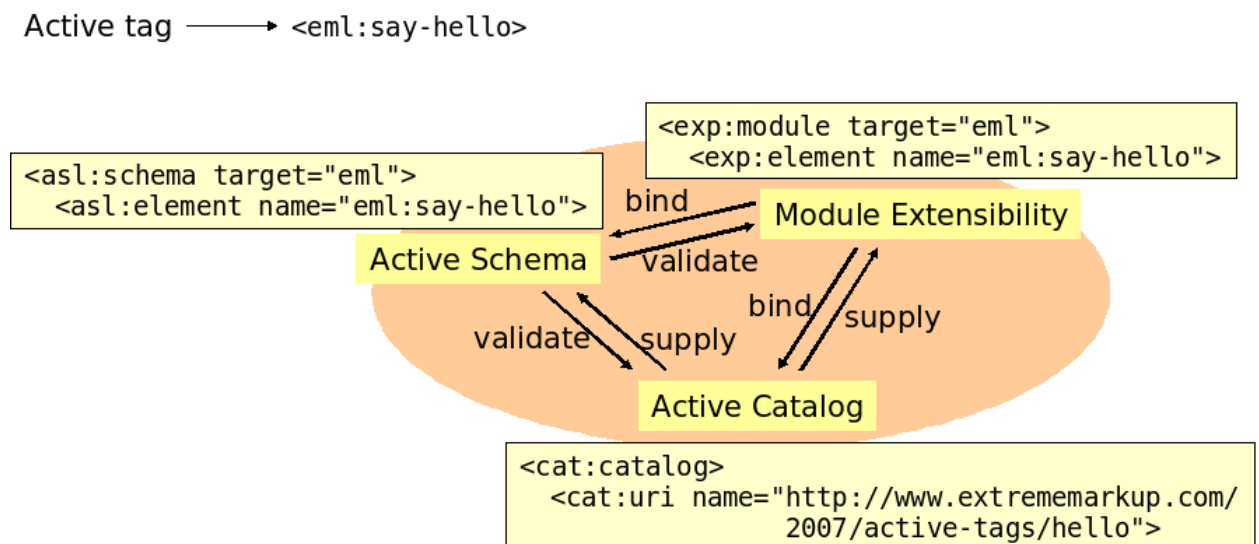 Active tag <eml:say-hello>
<exp:module target="eml">
<exp:element name="eml:say-hello">
<asl:schema target="eml">
<asl:element name="eml:say-hello">
bind
Module Extensibility
Active Schema
validate
bind
supply
validate
supply
Active Catalog
<cat:catalog>
<cat:uri name="http://www.extrememarkup.com/
2007/active-tags/hello">